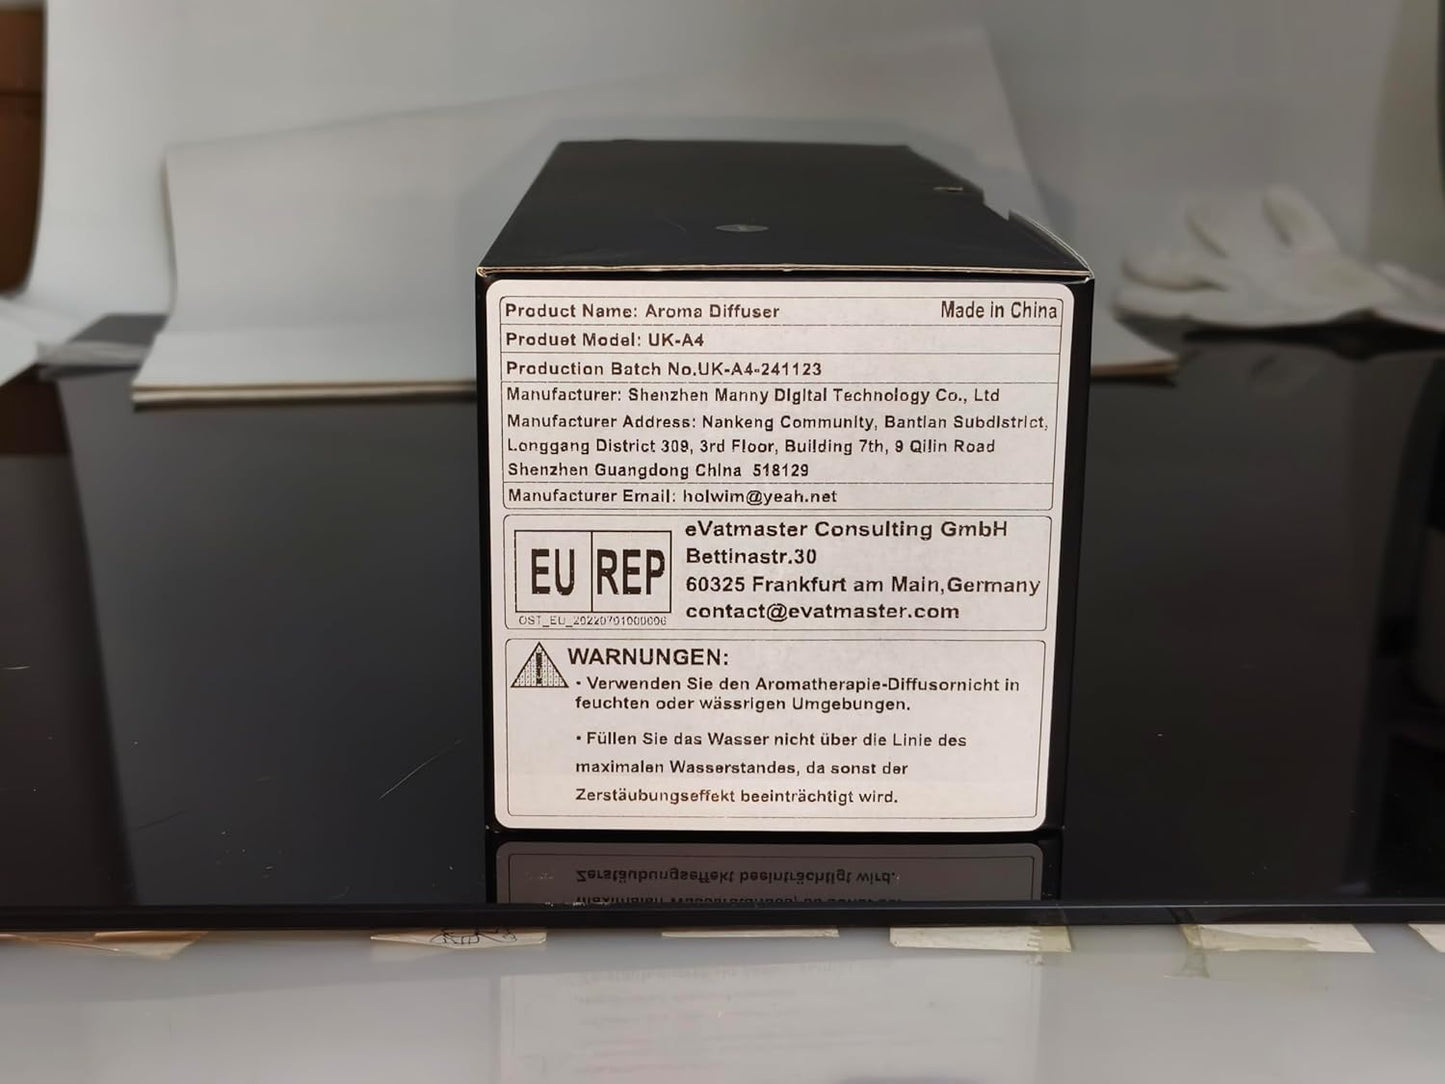 Product Name: Aroma Diffuser Made in China
Product Model: UK-A4
Production Batch No.UK-A4-241123
Manufacturer: Shenzhen Manny Digital Technology Co., Ltd
Manufacturer Address: Nankeng Community, Bantian Subdistrict,
Longgang District 309, 3rd Floor, Building 7th, 9 Qilin Road
Shenzhen Guangdong China 518129
Manufacturer Email: holwim@yeah.net
EU REP
OST_EU_20220701000006
eVatmaster Consulting GmbH
Bettinastr.30
60325 Frankfurt am Main,Germany
contact@evatmaster.com
WARNUNGEN:
· Verwenden Sie den Aromatherapie-Diffusornicht in
feuchten oder wässrigen Umgebungen.
· Füllen Sie das Wasser nicht über die Linie des
maximalen Wasserstandes, da sonst der
Zerstäubungseffekt beeinträchtigt wird.